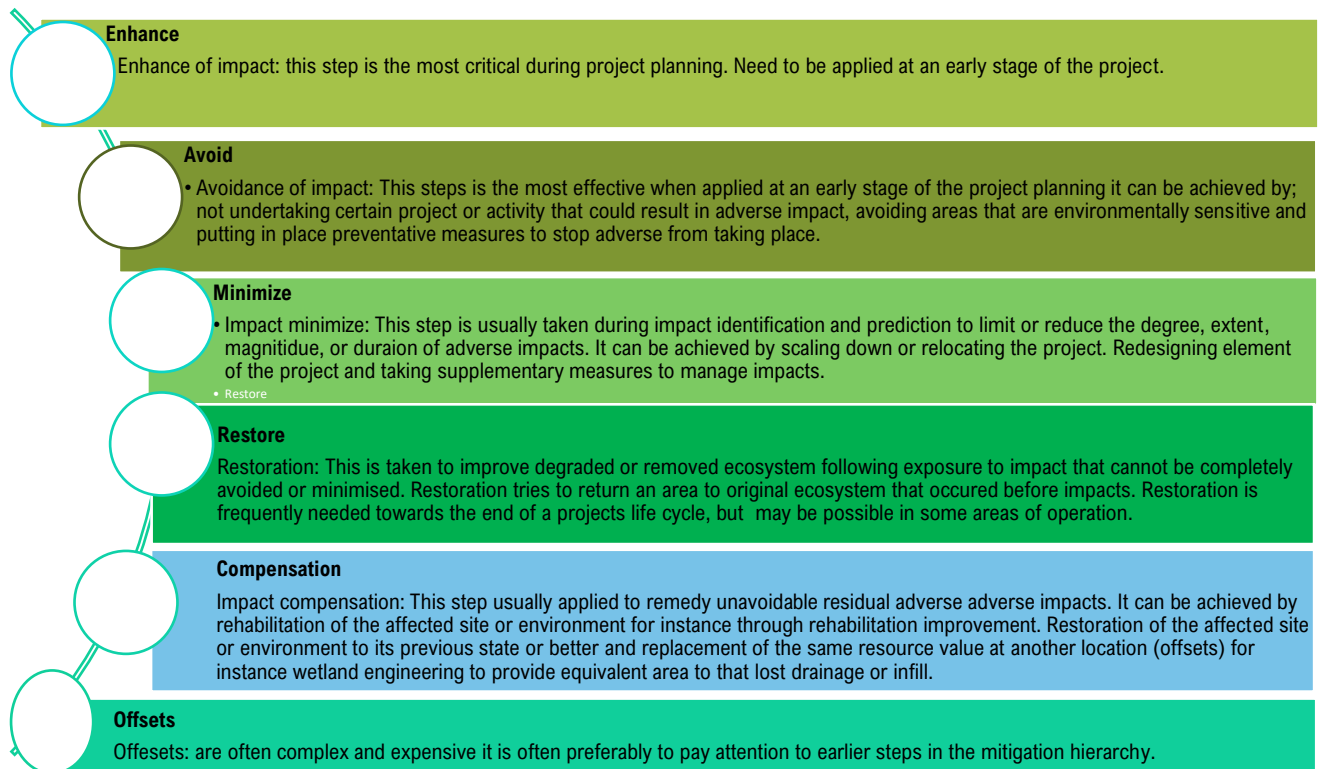 Enhance
Enhance of impact: this step is the most critical during project planning. Need to be applied at an early stage of the project.
Avoid
• Avoidance of impact: This steps is the most effective when applied at an early stage of the project planning it can be achieved by;
not undertaking certain project or activity that could result in adverse impact, avoiding areas that are environmentally sensitive and
putting in place preventative measures to stop adverse from taking place.
Minimize
• Impact minimize: This step is usually taken during impact identification and prediction to limit or reduce the degree, extent,
magnitidue, or duraion of adverse impacts. It can be achieved by scaling down or relocating the project. Redesigning element
of the project and taking supplementary measures to manage impacts.
• Restore
Restore
Restoration: This is taken to improve degraded or removed ecosystem following exposure to impact that cannot be completely
avoided or minimised. Restoration tries to return an area to original ecosystem that occured before impacts. Restoration is
frequently needed towards the end of a projects life cycle, but may be possible in some areas of operation.
Compensation
Impact compensation: This step usually applied to remedy unavoidable residual adverse adverse impacts. It can be achieved by
rehabilitation of the affected site or environment for instance through rehabilitation improvement. Restoration of the affected site
or environment to its previous state or better and replacement of the same resource value at another location (offsets) for
instance wetland engineering to provide equivalent area to that lost drainage or infill.
Offsets
Offesets: are often complex and expensive it is often preferably to pay attention to earlier steps in the mitigation hierarchy.